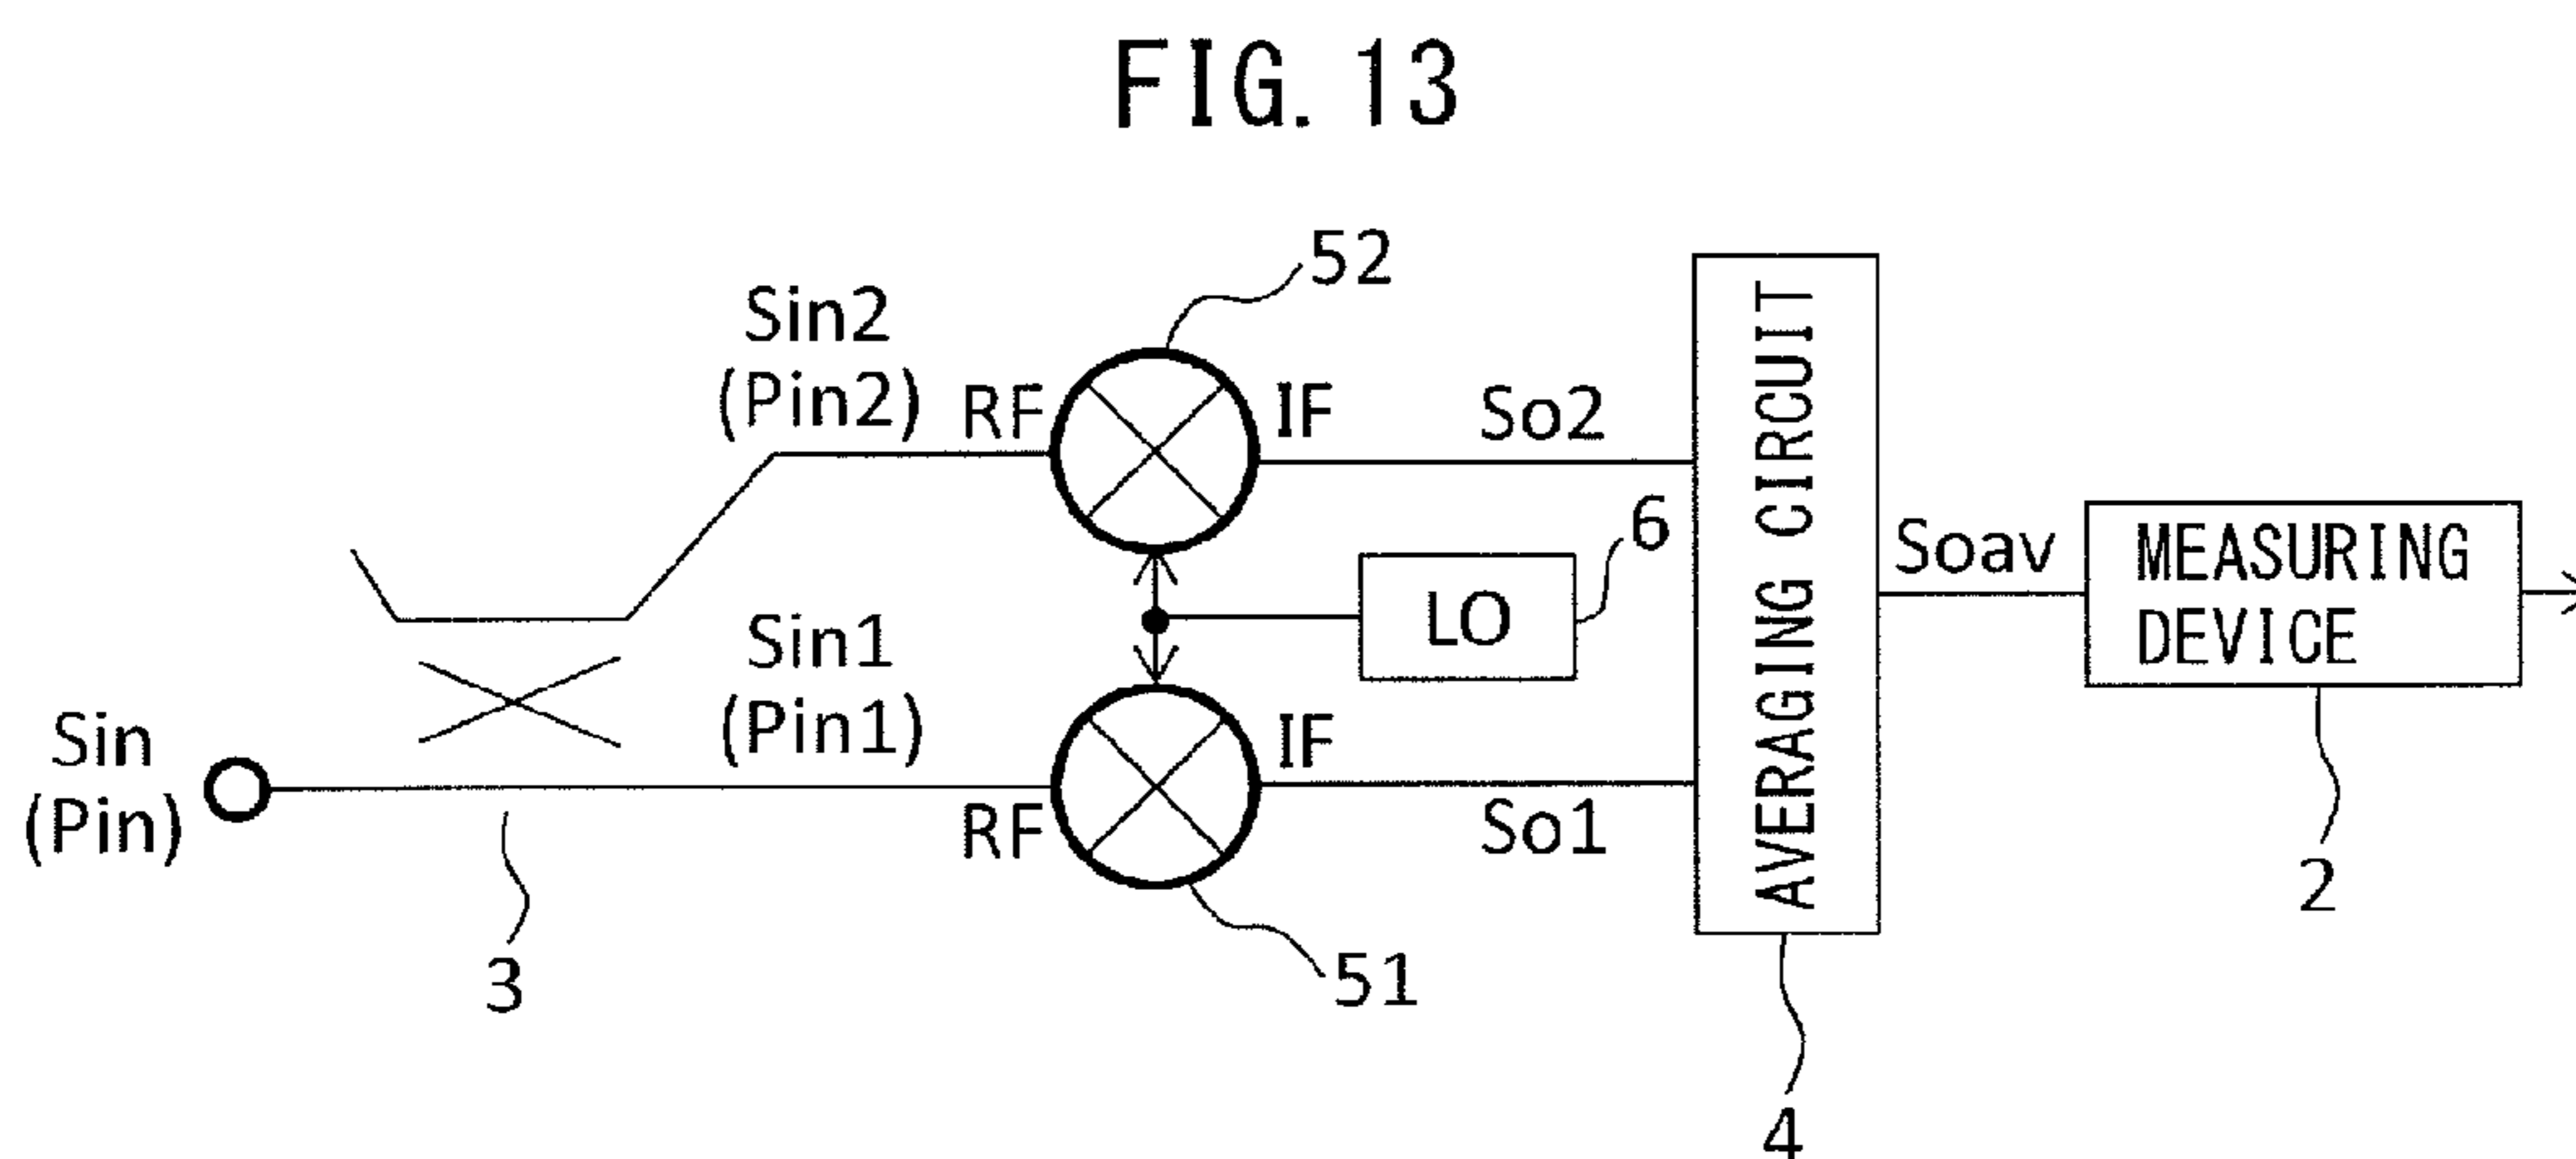 FIG. 13
52
Sin2
(Pin2)
RF
IF
So2
6
LO
Sin1
(Pin1)
Sin
(Pin)
RF
IF
So1
51
3
AVERAGING CIRCUIT
4
Soav
MEASURING
DEVICE
2